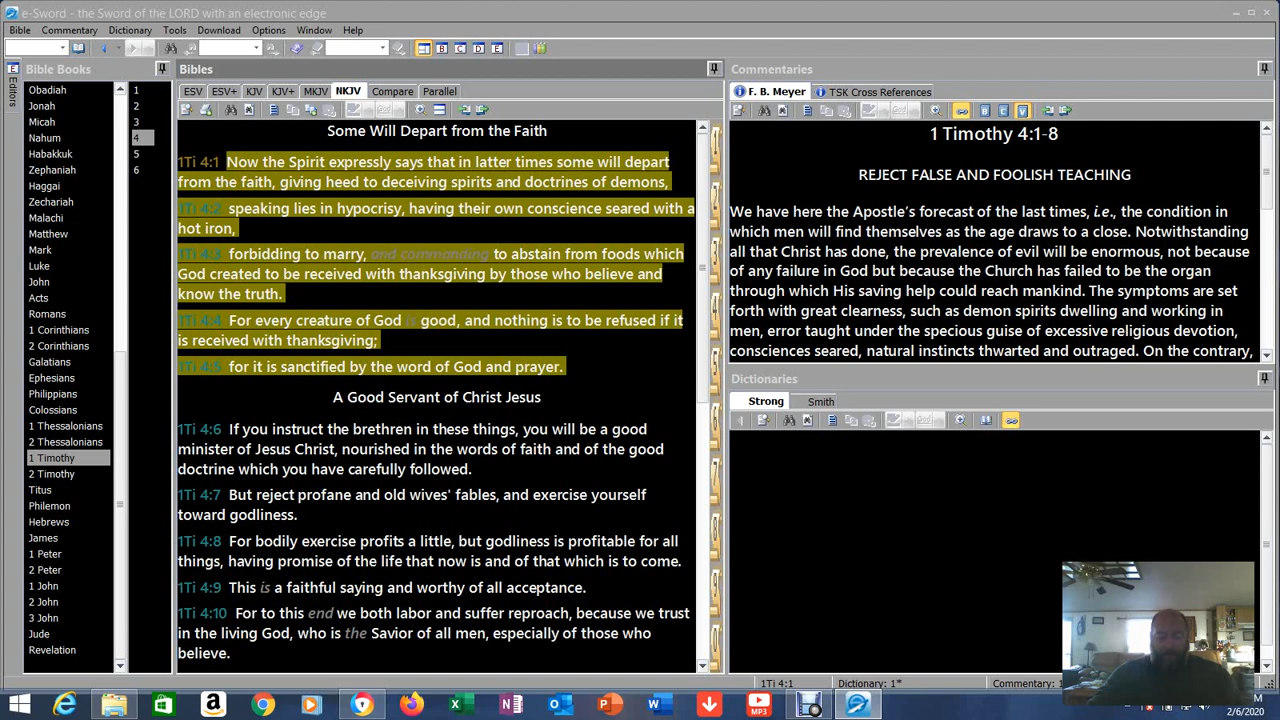 e-Sword - the Sword of the LORD with an electronic edge
Bible Commentary Dictionary Tools Download Options Window Help
B C D E
Editors
Bible Books
Obadiah
Jonah
Micah
Nahum
Habakkuk
Zephaniah
Haggai
Zechariah
Malachi
Matthew
Mark
Luke
John
Acts
Romans
1 Corinthians
2 Corinthians
Galatians
Ephesians
Philippians
Colossians
1 Thessalonians
2 Thessalonians
1 Timothy
2 Timothy
Titus
Philemon
Hebrews
James
1 Peter
2 Peter
1 John
2 John
3 John
Jude
Revelation
1
2
3
4
5
6
Bibles
ESV ESV+ KJV KJV+ MKJV NKJV Compare Parallel
Some Will Depart from the Faith
1Ti 4:1 Now the Spirit expressly says that in latter times some will depart
from the faith, giving heed to deceiving spirits and doctrines of demons,
1Ti 4:2 speaking lies in hypocrisy, having their own conscience seared with a
hot iron,
1Ti 4:3 forbidding to marry, and commanding to abstain from foods which
God created to be received with thanksgiving by those who believe and
know the truth.
1Ti 4:4 For every creature of God is good, and nothing is to be refused if it
is received with thanksgiving;
1Ti 4:5 for it is sanctified by the word of God and prayer.
A Good Servant of Christ Jesus
1Ti 4:6 If you instruct the brethren in these things, you will be a good
minister of Jesus Christ, nourished in the words of faith and of the good
doctrine which you have carefully followed.
1Ti 4:7 But reject profane and old wives' fables, and exercise yourself
toward godliness.
1Ti 4:8 For bodily exercise profits a little, but godliness is profitable for all
things, having promise of the life that now is and of that which is to come.
1Ti 4:9 This is a faithful saying and worthy of all acceptance.
1Ti 4:10 For to this end we both labor and suffer reproach, because we trust
in the living God, who is the Savior of all men, especially of those who
believe.
Commentaries
F. B. Meyer TSK Cross References
B C V
1 Timothy 4:1-8
REJECT FALSE AND FOOLISH TEACHING
We have here the Apostle's forecast of the last times, i.e., the condition in
which men will find themselves as the age draws to a close. Notwithstanding
all that Christ has done, the prevalence of evil will be enormous, not because
of any failure in God but because the Church has failed to be the organ
through which His saving help could reach mankind. The symptoms are set
forth with great clearness, such as demon spirits dwelling and working in
men, error taught under the specious guise of excessive religious devotion,
consciences seared, natural instincts thwarted and outraged. On the contrary,
Dictionaries
Strong Smith
1Ti 4:1 Dictionary: 1* Commentary:
MP3
2/6/2020